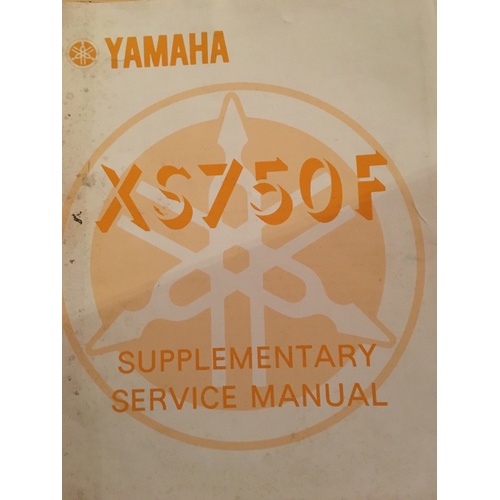 YAMAHA
XS750F
SUPPLEMENTARY
SERVICE MANUAL